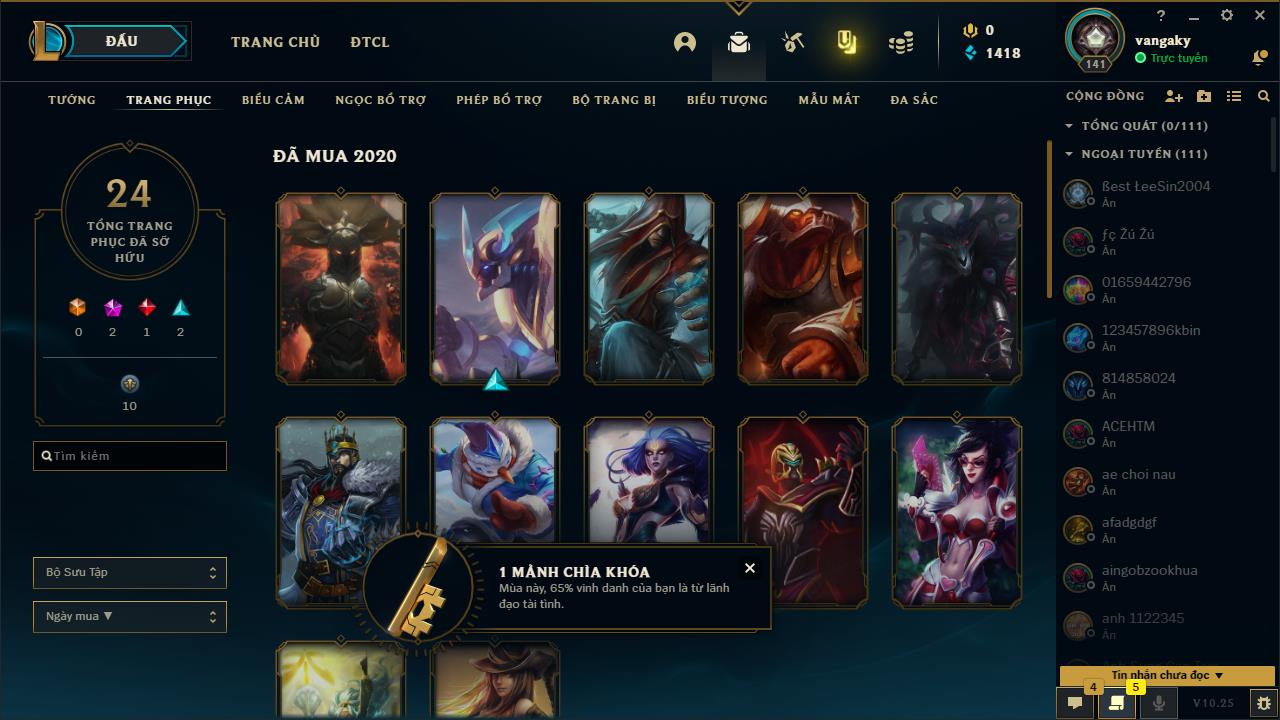 ĐẤU
TRANG CHỦ
ĐTCL
0
1418
141
vangaky
Trực tuyến
TƯỚNG
TRANG PHỤC
BIỂU CẢM
NGỌC BỔ TRỢ
PHÉP BỔ TRỢ
BỘ TRANG BỊ
BIỂU TƯỢNG
MẪU MẮT
ĐA SẮC
CỘNG ĐỒNG
24
TỔNG TRANG
PHỤC ĐÃ SỠ
HỮU
0 2 1 2
10
Tìm kiếm
Bộ Sưu Tập
Ngày mua ▼
ĐÃ MUA 2020
1 MẢNH CHÌA KHÓA
Mùa này, 65% vinh danh của bạn là từ lãnh
đạo tài tình.
TỔNG QUÁT (0/111)
NGOẠI TUYẾN (111)
ßest ŁeeSin2004
Ẩn
ƒç Žú Žú
Ẩn
01659442796
Ẩn
123457896kbin
Ẩn
814858024
Ẩn
ACEHTM
Ẩn
ae choi nau
Ẩn
afadgdgf
Ẩn
aingobzookhua
Ẩn
anh 1122345
Ẩn
Tin nhắn chưa đọc ▼
4
5
V10.25